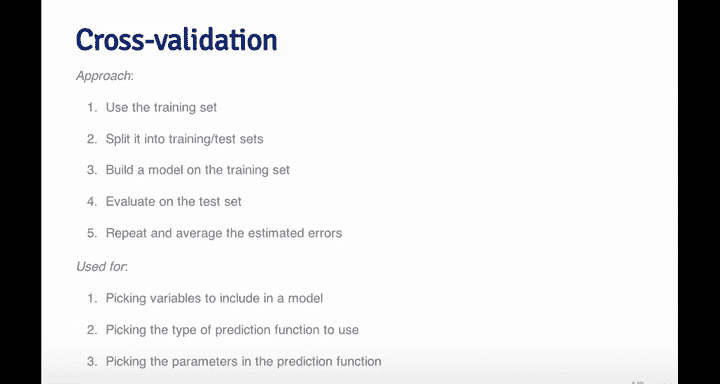 Cross-validation
Approach:
1. Use the training set
2. Split it into training/test sets
3. Build a model on the training set
4. Evaluate on the test set
5. Repeat and average the estimated errors
Used for:
1. Picking variables to include in a model
2. Picking the type of prediction function to use
3. Picking the parameters in the prediction function